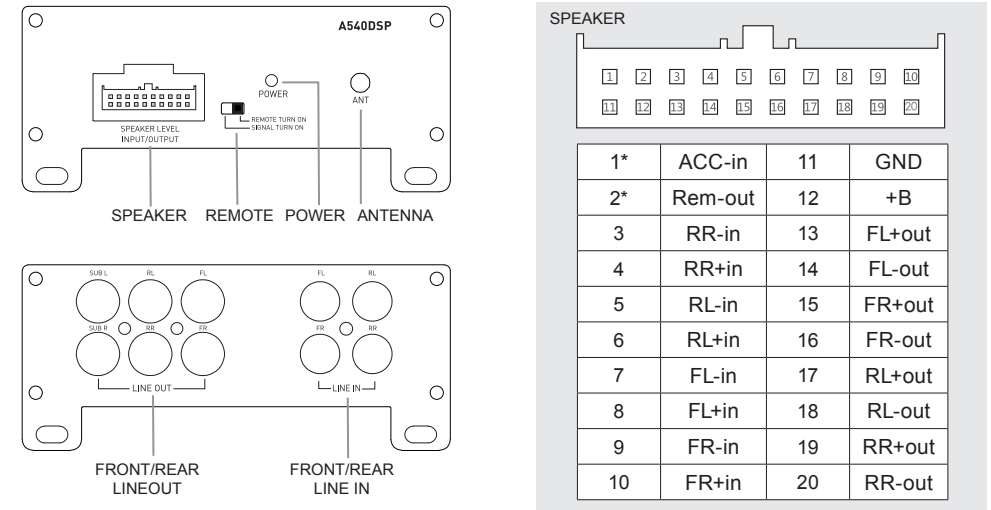 A540DSP
POWER
ANT
REMOTE TURN ON
SIGNAL TURN ON
SPEAKER LEVEL
INPUT/OUTPUT
SPEAKER REMOTE POWER ANTENNA
SUB L RL FL FL RL
SUB R RR FR FR RR
LINE OUT LINE IN
FRONT/REAR
LINEOUT
FRONT/REAR
LINE IN
SPEAKER
1 2 3 4 5 6 7 8 9 10
11 12 13 14 15 16 17 18 19 20
1* ACC-in 11 GND
2* Rem-out 12 +B
3 RR-in 13 FL+out
4 RR+in 14 FL-out
5 RL-in 15 FR+out
6 RL+in 16 FR-out
7 FL-in 17 RL+out
8 FL+in 18 RL-out
9 FR-in 19 RR+out
10 FR+in 20 RR-out